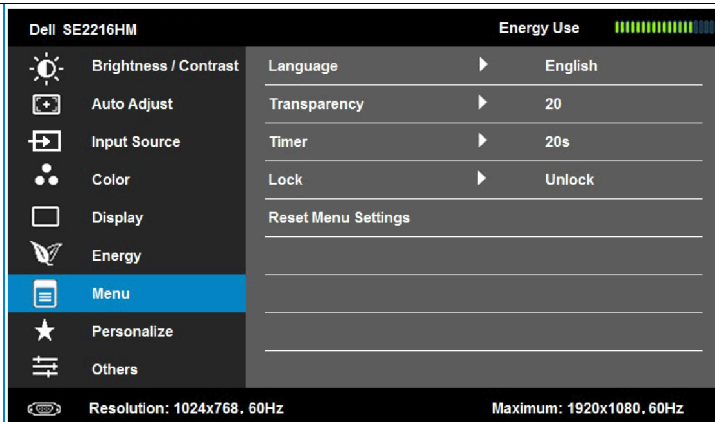 Dell SE2216HM Energy Use
Brightness / Contrast Language English
Auto Adjust Transparency 20
Input Source Timer 20s
Color Lock Unlock
Display Reset Menu Settings
Energy
Menu
Personalize
Others
Resolution: 1024x768, 60Hz Maximum: 1920x1080, 60Hz